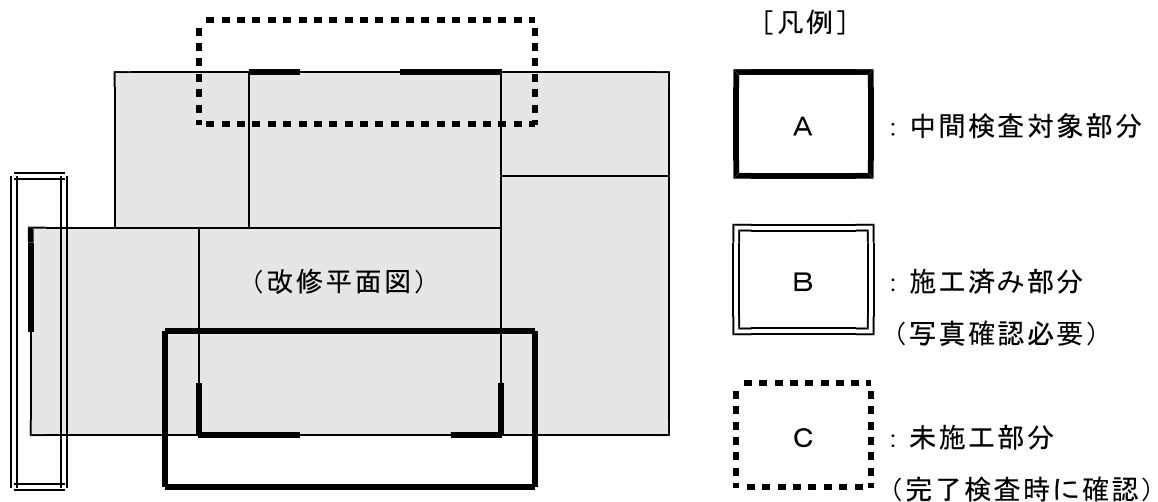 ［凡例］
A
：中間検査対象部分
（改修平面図）
B
：施工済み部分
（写真確認必要）
C
：未施工部分
（完了検査時に確認）